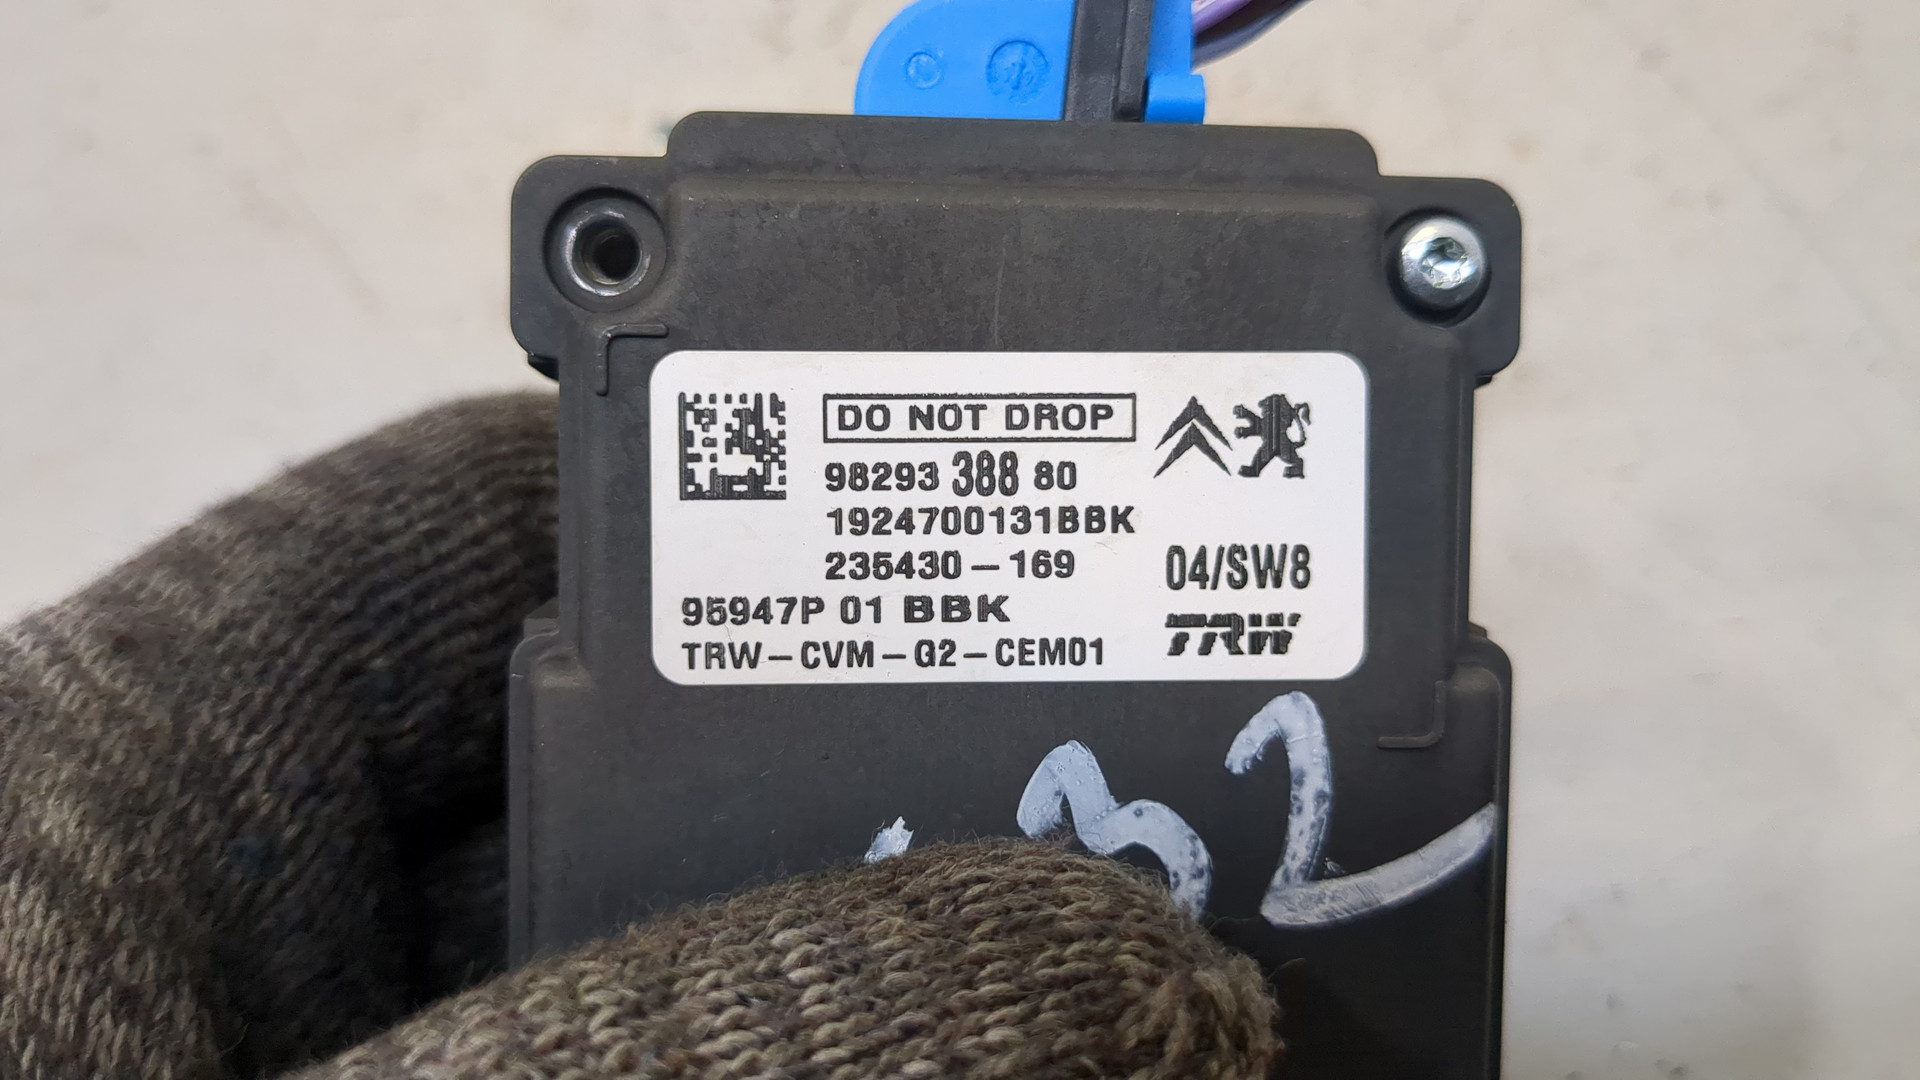 DO NOT DROP
98293 388 80
1924700131BBK
235430-169
04/SW8
95947P 01 BBK
TRW
TRW-CVM-G2-CEM01
32